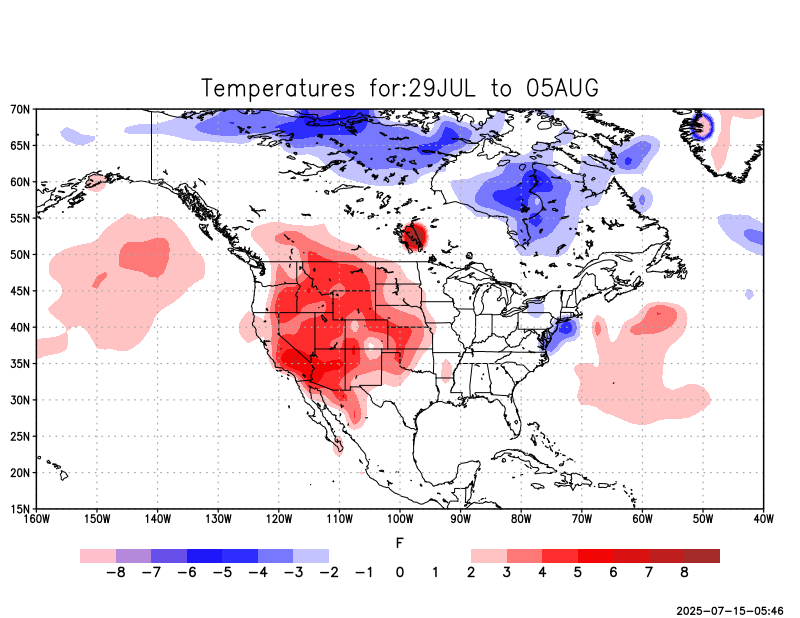 Temperatures for:29JUL to 05AUG
70N
65N
60N
55N
50N
45N
40N
35N
30N
25N
20N
15N
160W 150W 140W 130W 120W 110W 100W 90W 80W 70W 60W 50W 40W
F
−8 −7 −6 −5 −4 −3 −2 −1 0 1 2 3 4 5 6 7 8
2025-07-15-05:46